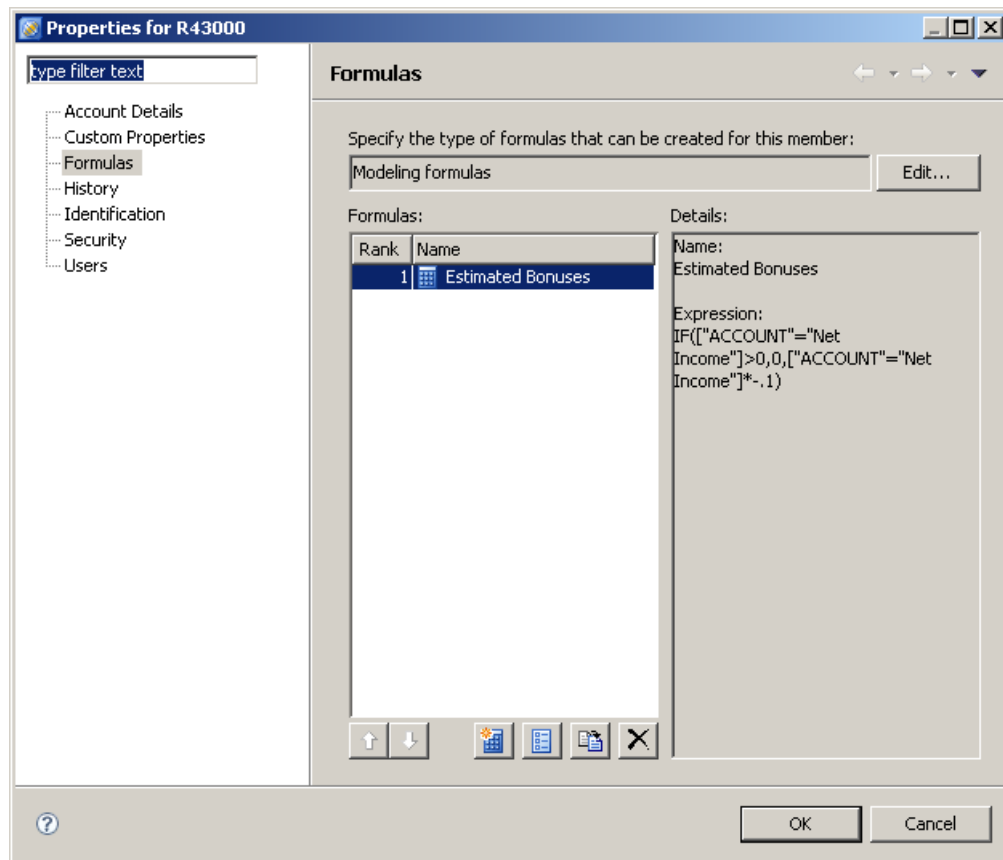 Properties for R43000
type filter text
Account Details
Custom Properties
Formulas
History
Identification
Security
Users
Formulas
Specify the type of formulas that can be created for this member:
Modeling formulas
Edit...
Formulas:
Rank Name
1 Estimated Bonuses
Details:
Name:
Estimated Bonuses
Expression:
IF(["ACCOUNT"="Net
Income"]>0,0,["ACCOUNT"="Net
Income"]*-.1)
OK
Cancel